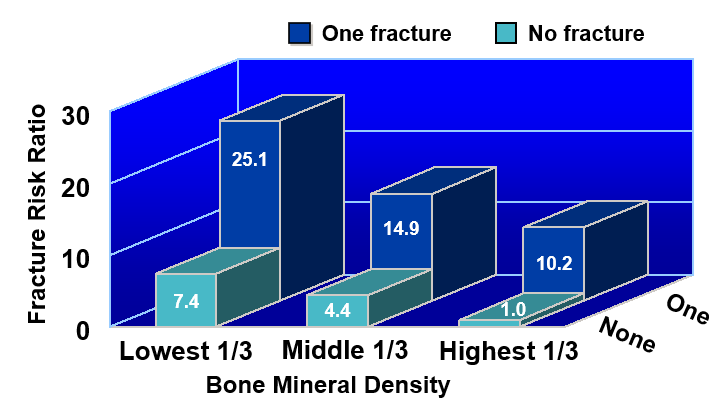 One fracture
No fracture
Fracture Risk Ratio
30
20
10
0
25.1
14.9
10.2
7.4
4.4
1.0
One
None
Lowest 1/3
Middle 1/3
Highest 1/3
Bone Mineral Density